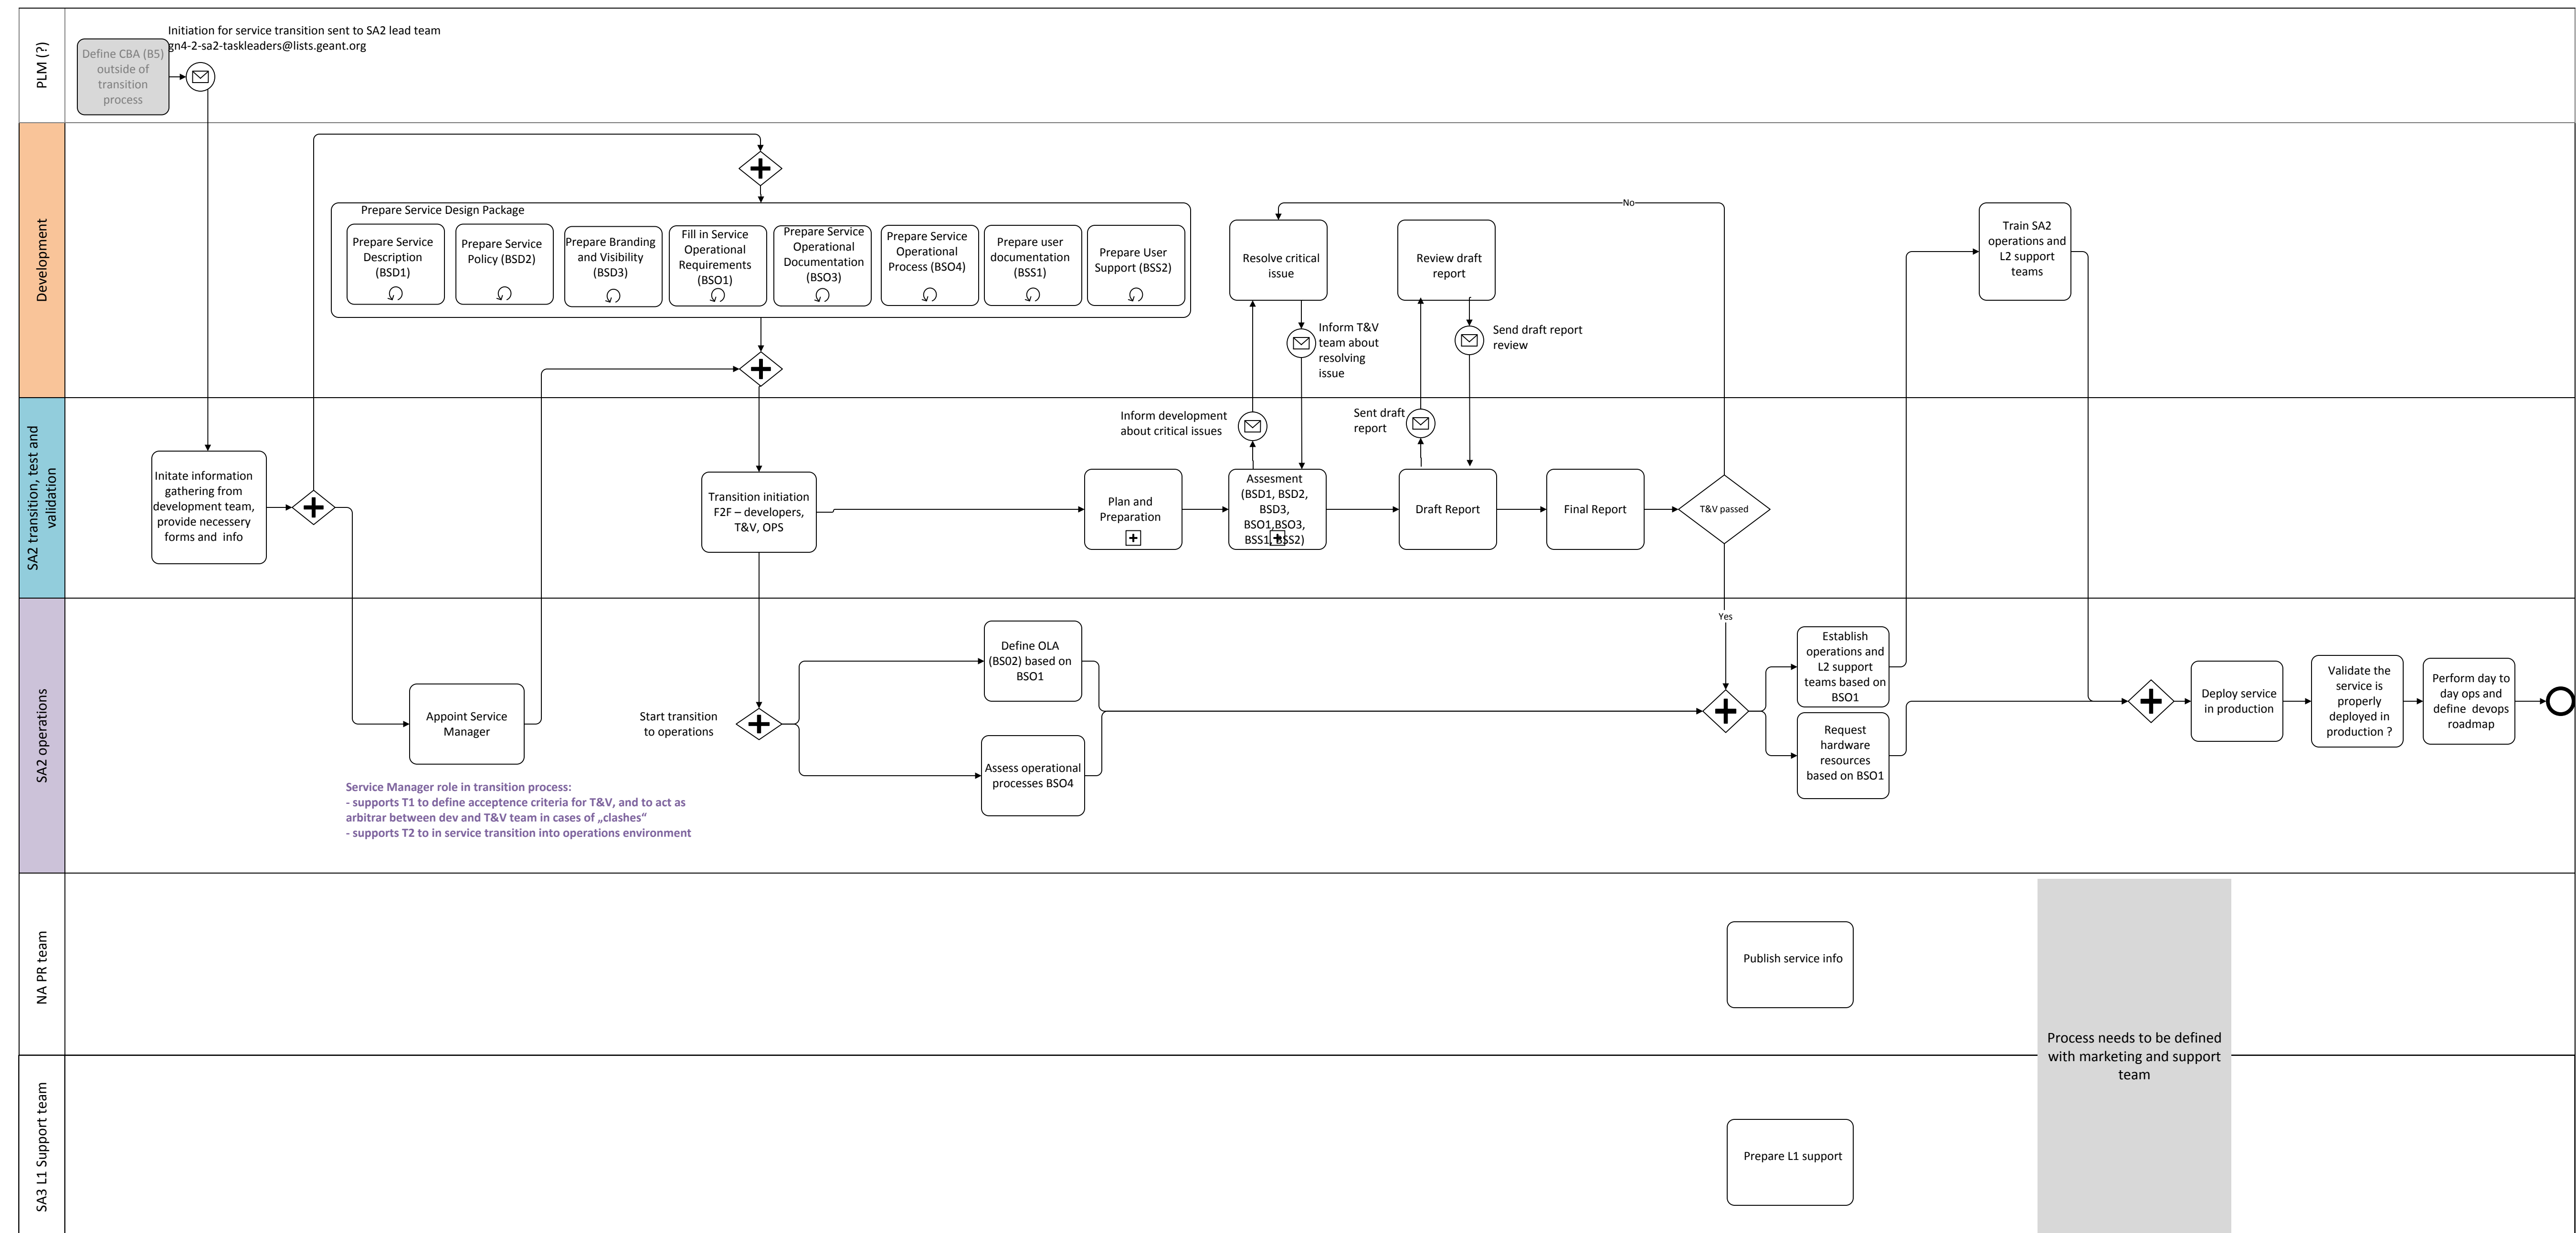 PLM (?)
Initiation for service transition sent to SA2 lead team
gn4-2-sa2-taskleaders@lists.geant.org
Define CBA (B5)
outside of
transition
process
Development
Prepare Service Design Package
Prepare Service
Description
(BSD1)
Prepare Service
Policy (BSD2)
Prepare Branding
and Visibility
(BSD3)
Fill in Service
Operational
Requirements
(BSO1)
Prepare Service
Operational
Documentation
(BSO3)
Prepare Service
Operational
Process (BSO4)
Prepare user
documentation
(BSS1)
Prepare User
Support (BSS2)
Resolve critical
issue
Review draft
report
No
Train SA2
operations and
L2 support
teams
Inform T&V
team about
resolving
issue
Send draft report
review
SA2 transition, test and
validation
Inform development
about critical issues
Sent draft
report
Initate information
gathering from
development team,
provide necessary
forms and  info
Transition initiation
F2F – developers,
T&V, OPS
Plan and
Preparation
Assesment
(BSD1, BSD2,
BSD3,
BSO1,BSO3,
BSS1, BSS2)
Draft Report
Final Report
T&V passed
SA2 operations
Yes
Appoint Service
Manager
Start transition
to operations
Define OLA
(BS02) based on
BSO1
Assess operational
processes BSO4
Establish
operations and
L2 support
teams based on
BSO1
Request
hardware
resources
based on BSO1
Deploy service
in production
Validate the
service is
properly
deployed in
production ?
Perform day to
day ops and
define  devops
roadmap
Service Manager role in transition process:
- supports T1 to define acceptence criteria for T&V, and to act as
arbitrar between dev and T&V team in cases of „clashes“
- supports T2 to in service transition into operations environment
NA PR team
Publish service info
Process needs to be defined
with marketing and support
team
SA3 L1 Support team
Prepare L1 support